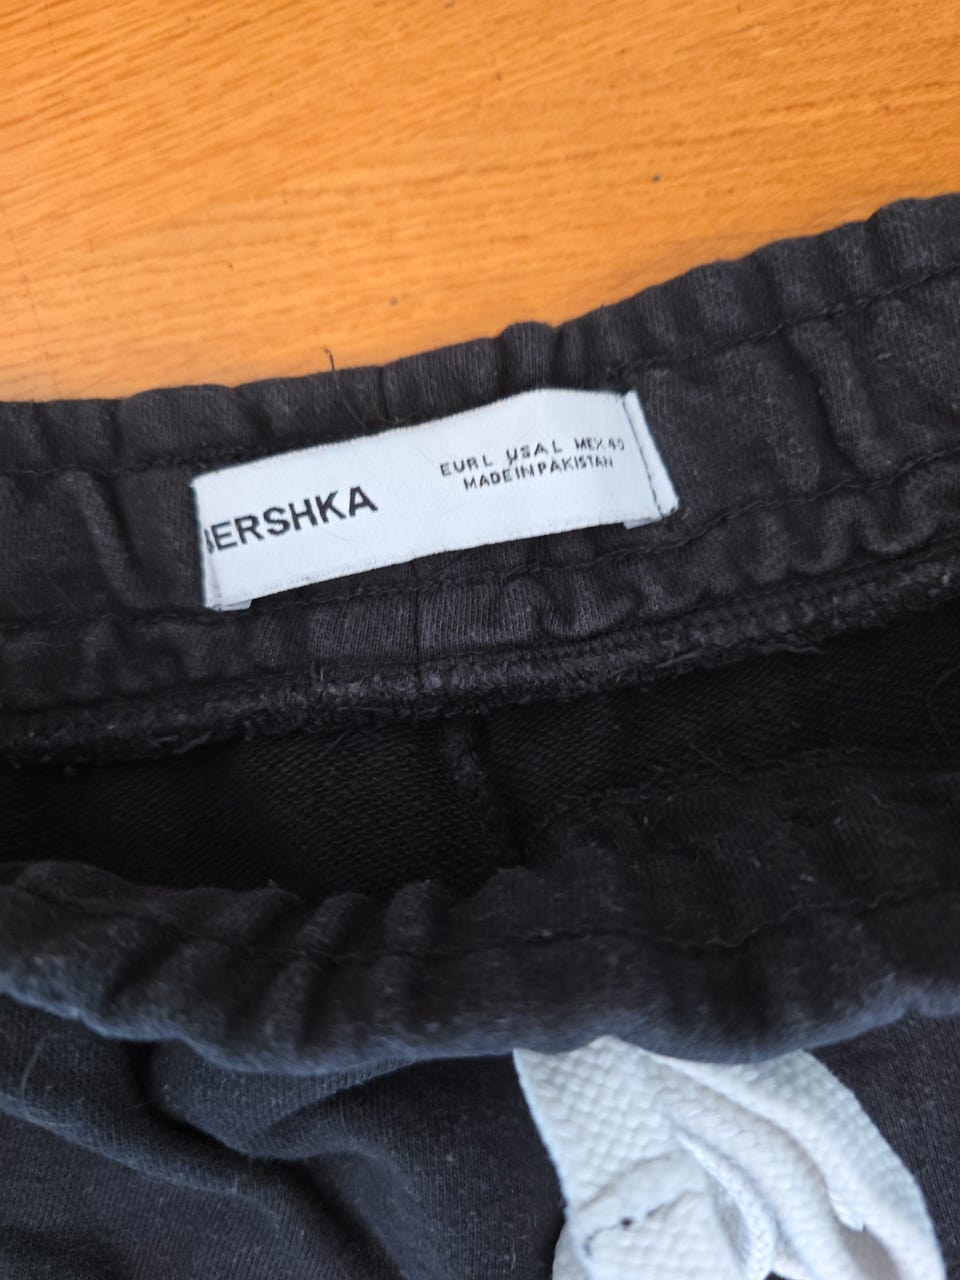 BERSHKA
EUR L USA L MEX 40
MADE IN PAKISTAN